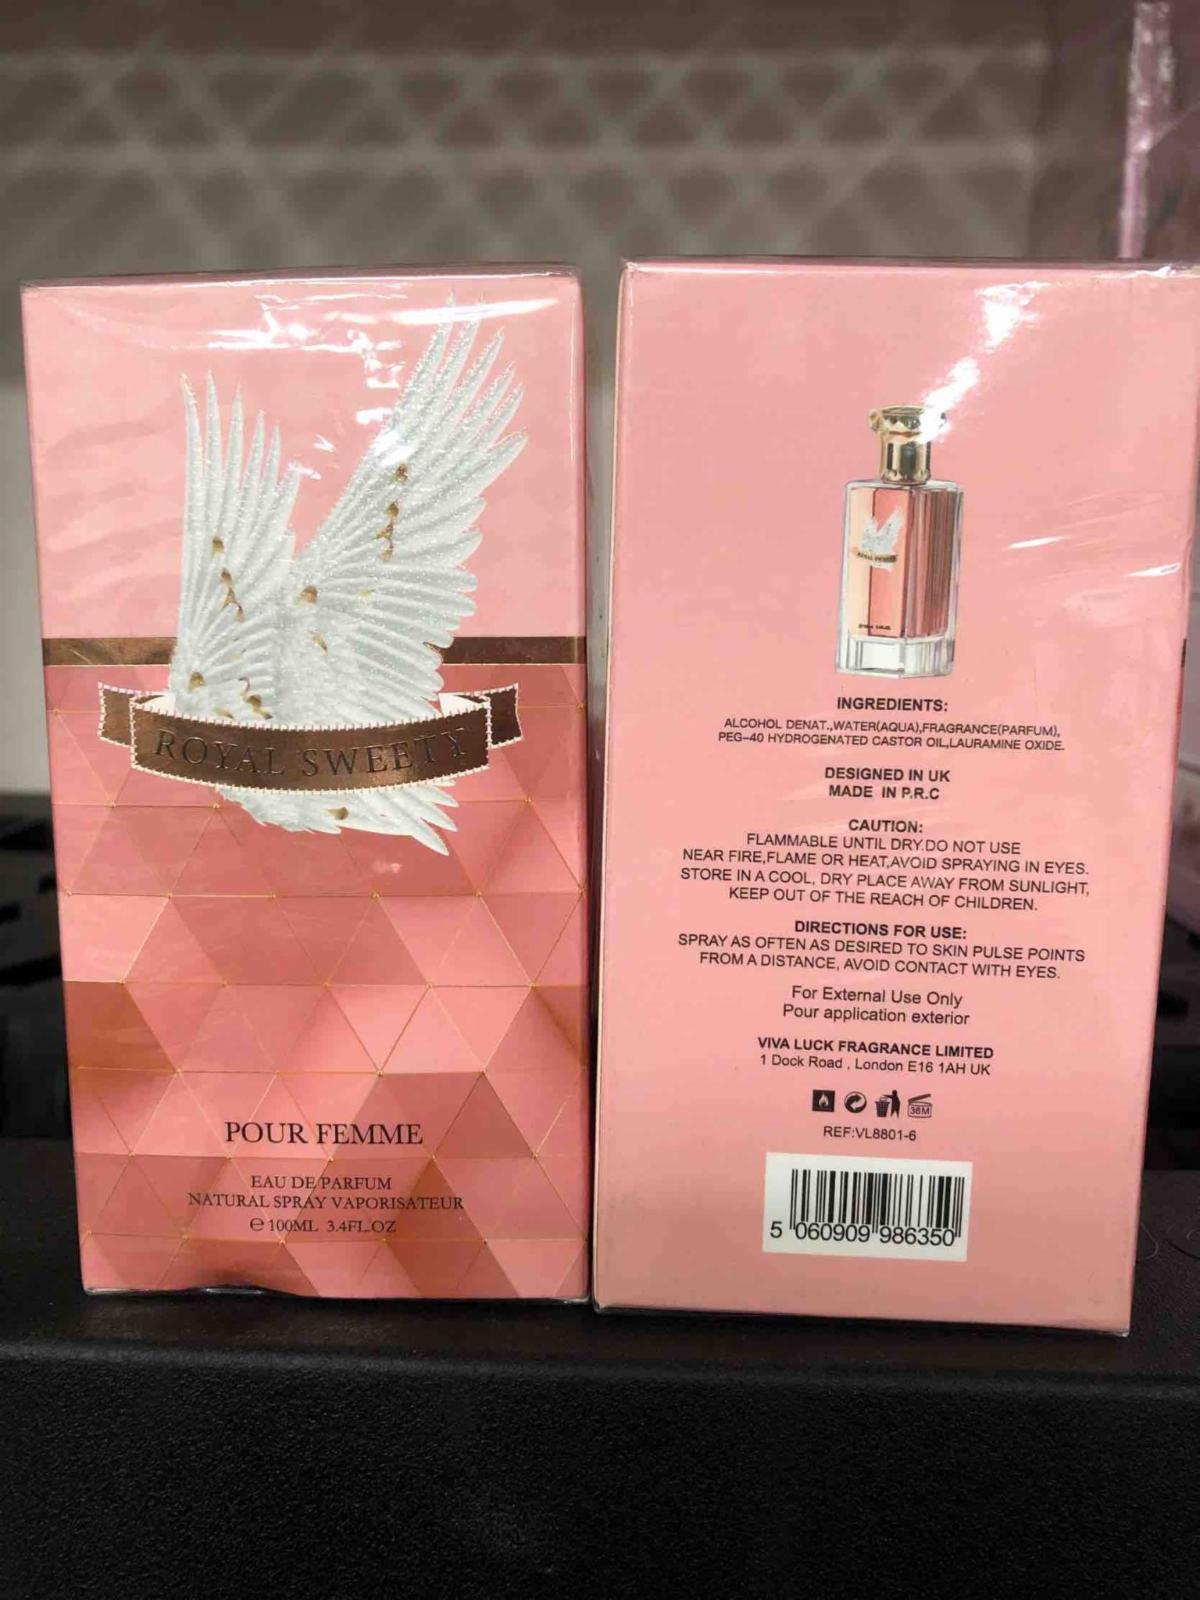 ROYAL SWEETY
POUR FEMME
EAU DE PARFUM
NATURAL SPRAY VAPORISATEUR
℮ 100ML 3.4FL.OZ
INGREDIENTS:
ALCOHOL DENAT.,WATER(AQUA),FRAGRANCE(PARFUM),
PEG-40 HYDROGENATED CASTOR OIL,LAURAMINE OXIDE.
DESIGNED IN UK
MADE IN P.R.C
CAUTION:
FLAMMABLE UNTIL DRY.DO NOT USE
NEAR FIRE,FLAME OR HEAT,AVOID SPRAYING IN EYES.
STORE IN A COOL, DRY PLACE AWAY FROM SUNLIGHT,
KEEP OUT OF THE REACH OF CHILDREN.
DIRECTIONS FOR USE:
SPRAY AS OFTEN AS DESIRED TO SKIN PULSE POINTS
FROM A DISTANCE, AVOID CONTACT WITH EYES.
For External Use Only
Pour application exterior
VIVA LUCK FRAGRANCE LIMITED
1 Dock Road , London E16 1AH UK
36M
REF:VL8801-6
5 060909 986350